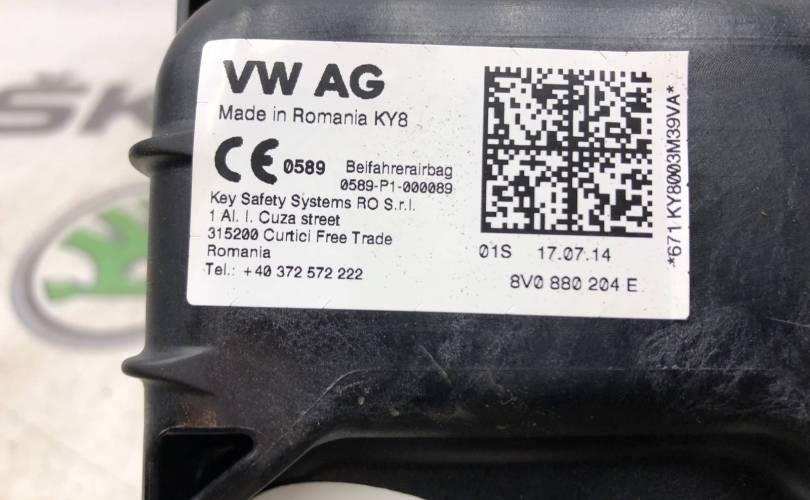 VW AG
Made in Romania KY8
CE 0589 Beifahrerairbag
0589-P1-000089
Key Safety Systems RO S.r.l.
1 Al. I. Cuza street
315200 Curtici Free Trade
Romania
Tel.: +40 372 572 222
01S 17.07.14
8V0 880 204 E
*671 KY8003M39VA*
ŠK